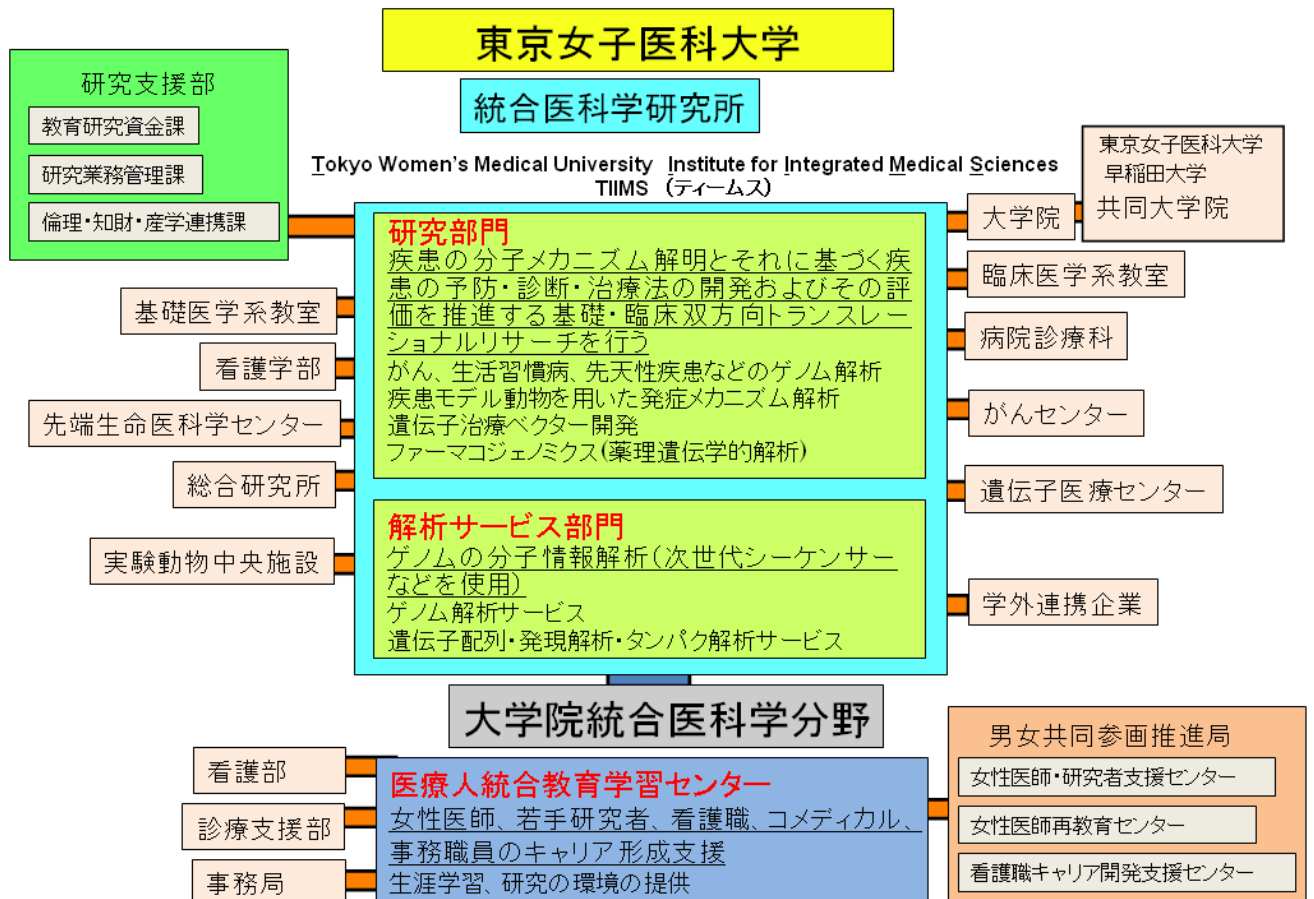 東京女子医科大学
統合医科学研究所
Tokyo Women's Medical University Institute for Integrated Medical Sciences
TIIMS (ティームス)
研究支援部
教育研究資金課
研究業務管理課
倫理・知財・産学連携課
基礎医学系教室
看護学部
先端生命医科学センター
総合研究所
実験動物中央施設
研究部門
疾患の分子メカニズム解明とそれに基づく疾
患の予防・診断・治療法の開発およびその評
価を推進する基礎・臨床双方向トランスレー
ショナルリサーチを行う
がん、生活習慣病、先天性疾患などのゲノム解析
疾患モデル動物を用いた発症メカニズム解析
遺伝子治療ベクター開発
ファーマコジェノミクス(薬理遺伝学的解析)
解析サービス部門
ゲノムの分子情報解析(次世代シーケンサー
などを使用)
ゲノム解析サービス
遺伝子配列・発現解析・タンパク解析サービス
大学院
東京女子医科大学
早稲田大学
共同大学院
臨床医学系教室
病院診療科
がんセンター
遺伝子医療センター
学外連携企業
大学院統合医科学分野
看護部
診療支援部
事務局
医療人統合教育学習センター
女性医師、若手研究者、看護職、コメディカル、
事務職員のキャリア形成支援
生涯学習、研究の環境の提供
男女共同参画推進局
女性医師・研究者支援センター
女性医師再教育センター
看護職キャリア開発支援センター